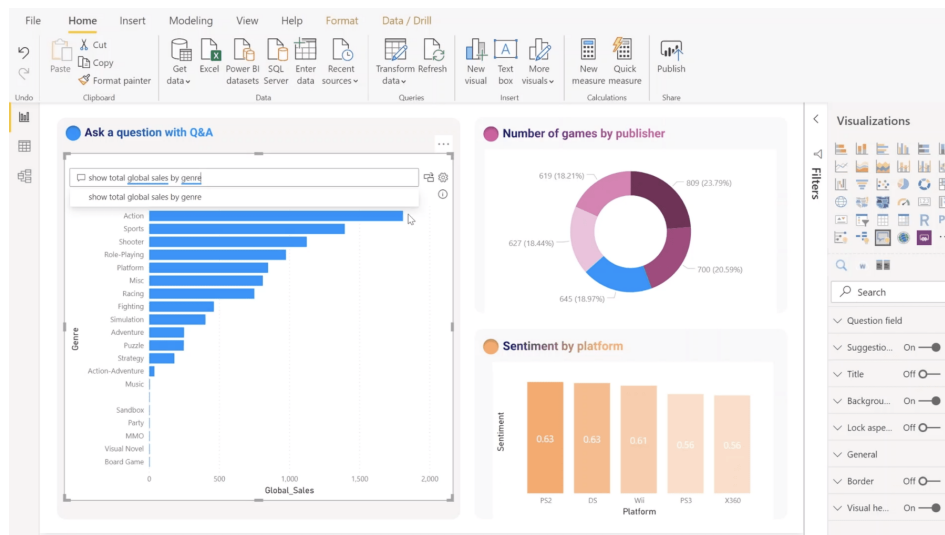 File Home Insert Modeling View Help Format Data / Drill
Cut
Copy
Format painter
Paste
Get data
Excel
Power BI datasets
SQL Server
Enter data
Recent sources
Transform data
Refresh
New visual
Text box
More visuals
New measure
Quick measure
Publish
Undo Clipboard Data Queries Insert Calculations Share
Ask a question with Q&A
...
show total global sales by genre
show total global sales by genre
Genre
Action
Sports
Shooter
Role-Playing
Platform
Misc
Racing
Fighting
Simulation
Adventure
Puzzle
Strategy
Action-Adventure
Music
Sandbox
Party
MMO
Visual Novel
Board Game
0 500 1,000 1,500 2,000
Global_Sales
Number of games by publisher
619 (18.21%)
809 (23.79%)
627 (18.44%)
700 (20.59%)
645 (18.97%)
Sentiment by platform
Sentiment
0.63 0.63 0.61 0.56 0.56
PS2 DS Wii PS3 X360
Platform
Filters
Visualizations
R
Search
Question field
Suggestio... On
Title Off
Backgrou... On
Lock aspe... Off
General
Border Off
Visual he... On